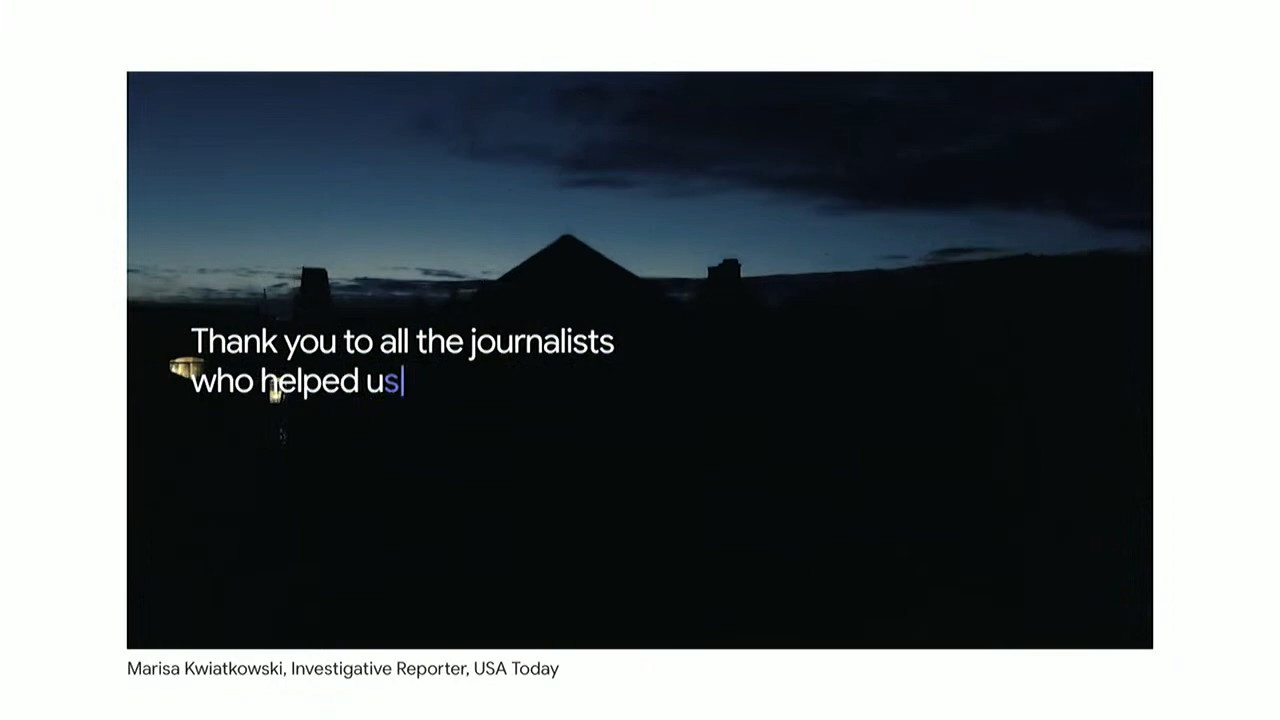 Thank you to all the journalists
who helped us
Marisa Kwiatkowski, Investigative Reporter, USA Today